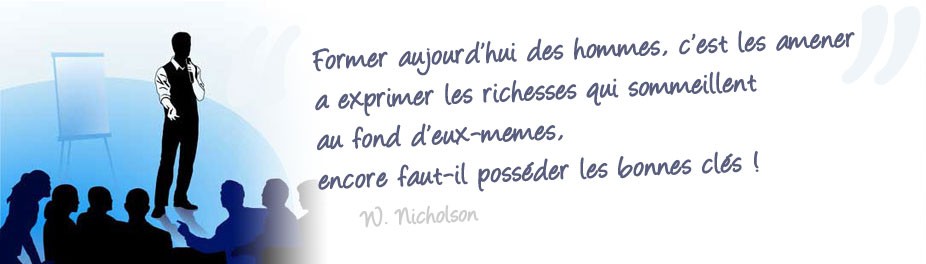 Former aujourd'hui des hommes, c'est les amener
a exprimer les richesses qui sommeillent
au fond d'eux-memes,
encore faut-il posséder les bonnes clés !
W. Nicholson